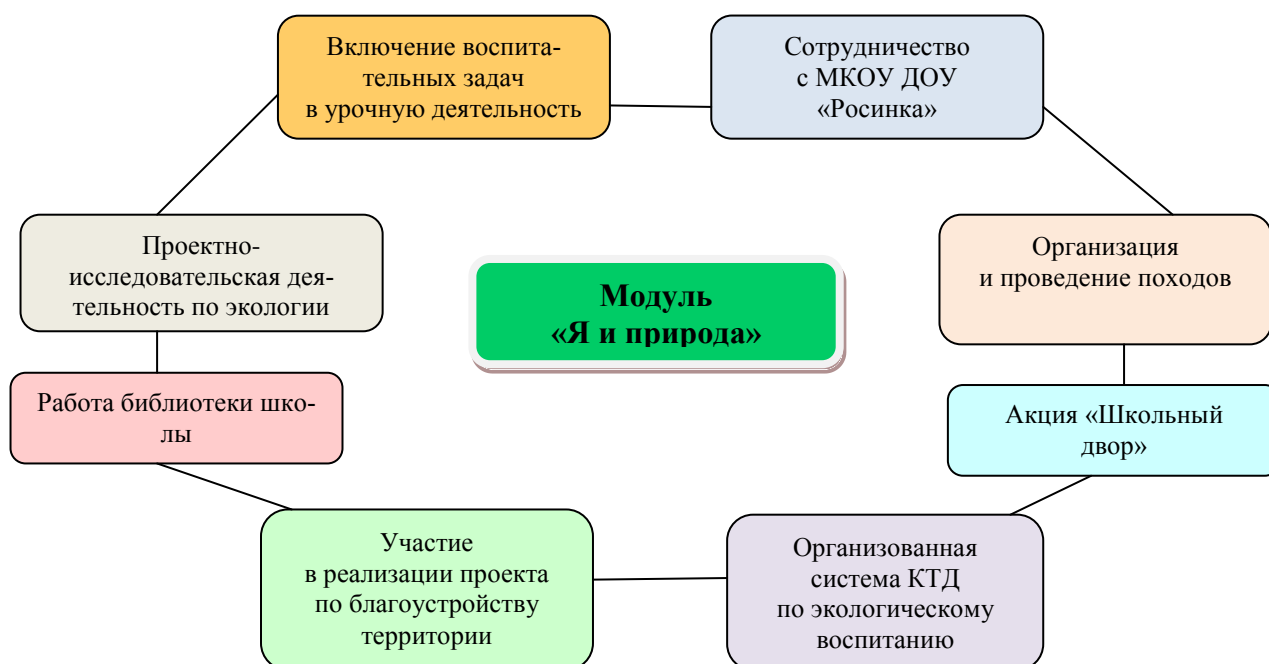 Включение воспита-
тельных задач
в урочную деятельность
Сотрудничество
с МКОУ ДОУ
«Росинка»
Проектно-
исследовательская дея-
тельность по экологии
Модуль
«Я и природа»
Организация
и проведение походов
Работа библиотеки шко-
лы
Акция «Школьный
двор»
Участие
в реализации проекта
по благоустройству
территории
Организованная
система КТД
по экологическому
воспитанию